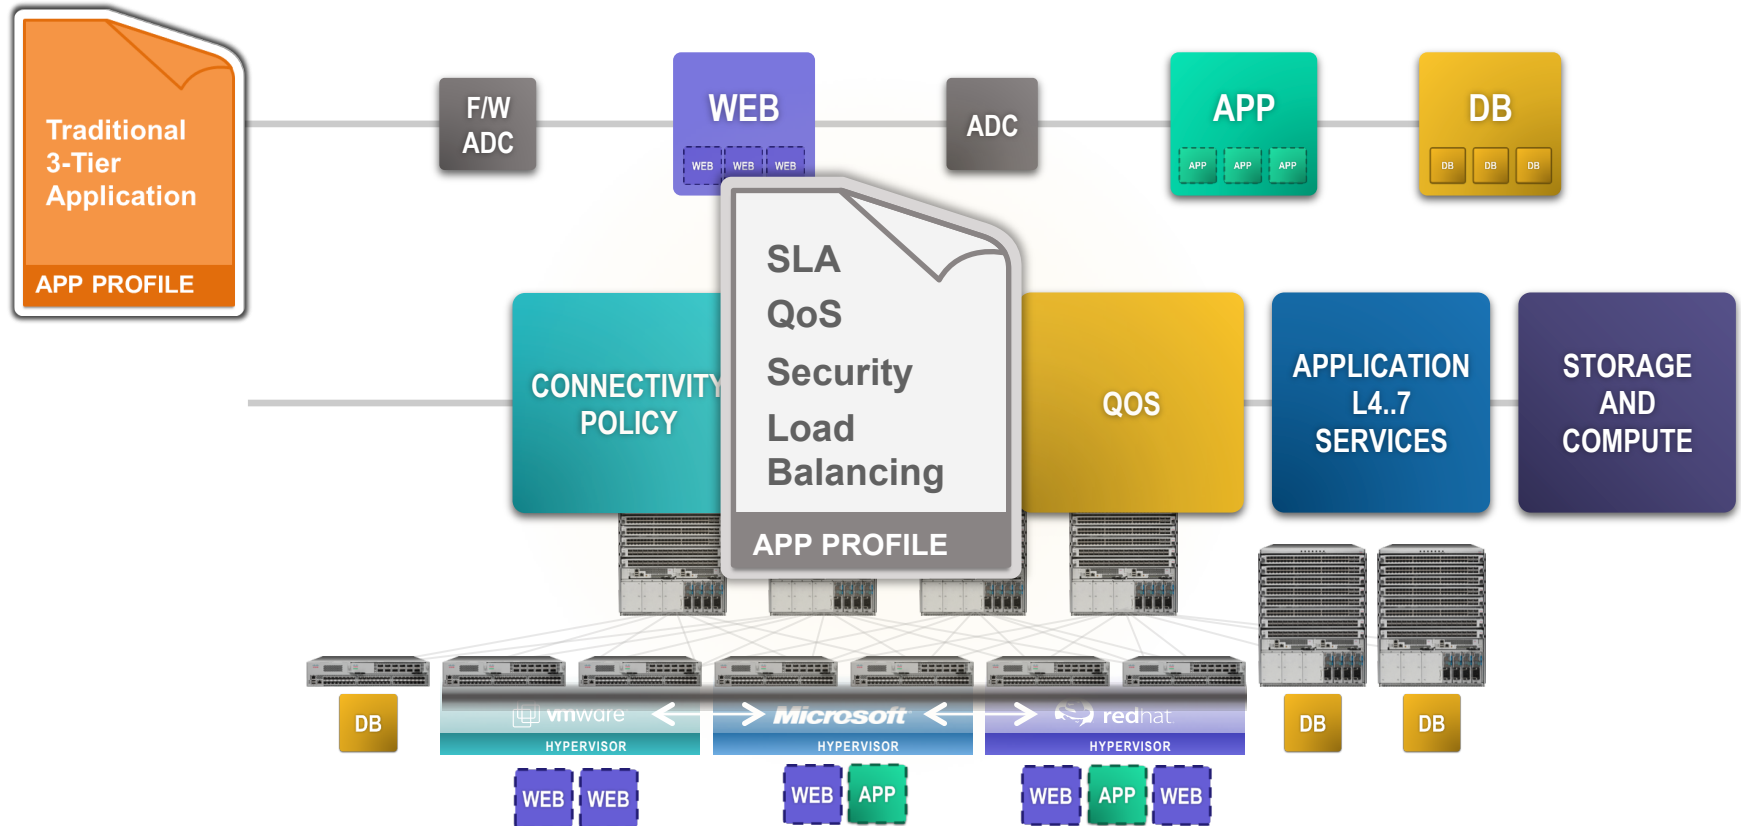 Traditional
3-Tier
Application
APP PROFILE
F/W
ADC
WEB
WEB WEB WEB
ADC
APP
APP APP APP
DB
DB DB DB
SLA
QoS
Security
Load
Balancing
APP PROFILE
CONNECTIVITY
POLICY
QOS
APPLICATION
L4..7
SERVICES
STORAGE
AND
COMPUTE
DB
vmware
HYPERVISOR
Microsoft
HYPERVISOR
redhat
HYPERVISOR
DB
DB
WEB WEB
WEB APP
WEB APP WEB